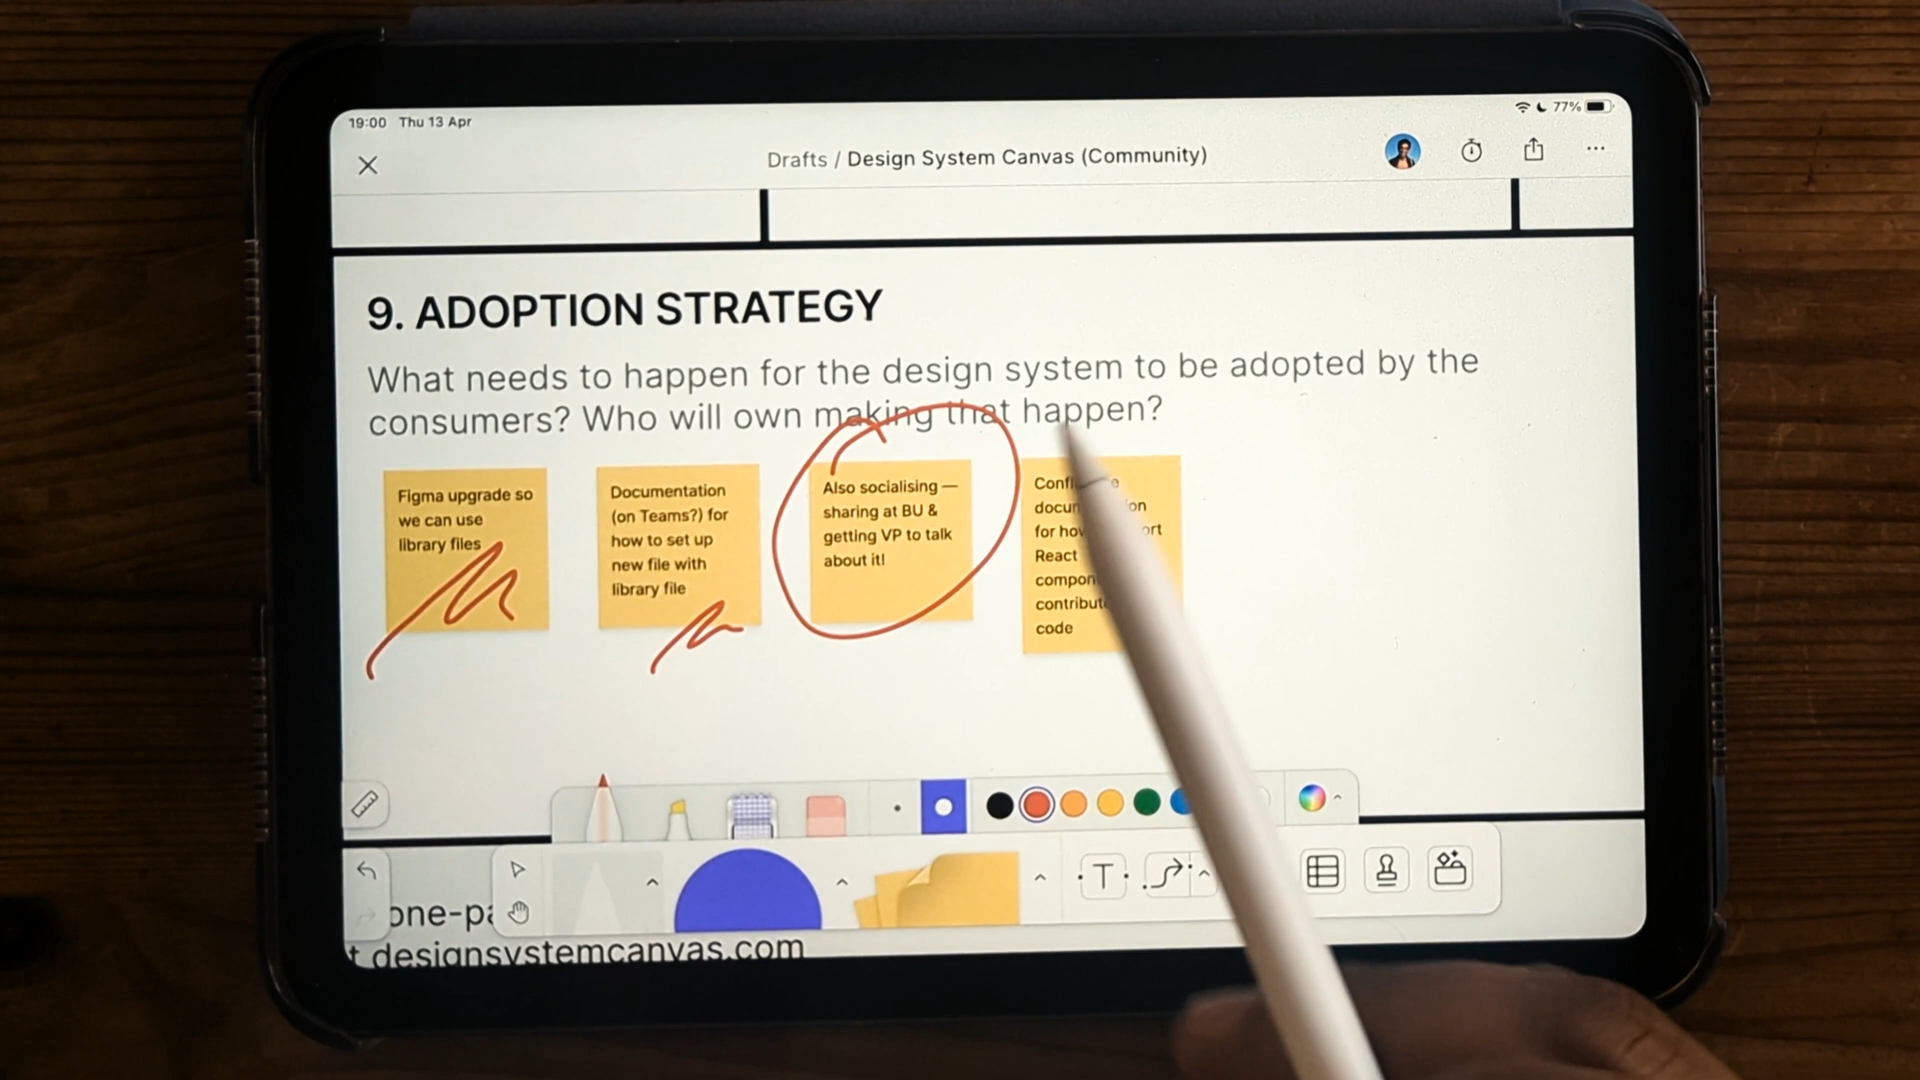 19:00 Thu 13 Apr
77%
Drafts / Design System Canvas (Community)
9. ADOPTION STRATEGY
What needs to happen for the design system to be adopted by the
consumers? Who will own making that happen?
Figma upgrade so
we can use
library files
Documentation
(on Teams?) for
how to set up
new file with
library file
Also socialising —
sharing at BU &
getting VP to talk
about it!
for
React
code
T
designsystemcanvas.com